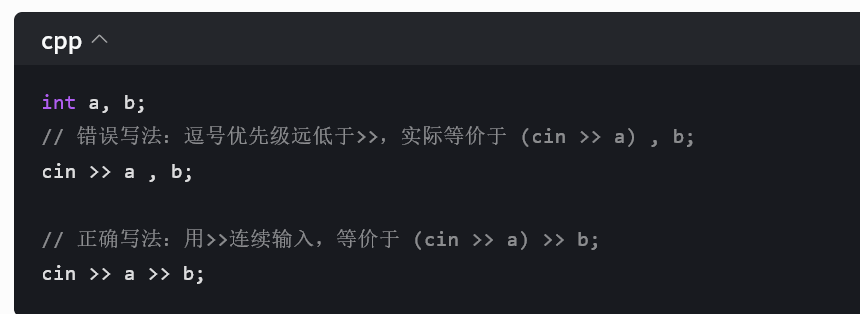 cpp
int a, b;
// 错误写法：逗号优先级远低于>>，实际等价于 (cin >> a) , b;
cin >> a , b;
// 正确写法：用>>连续输入，等价于 (cin >> a) >> b;
cin >> a >> b;